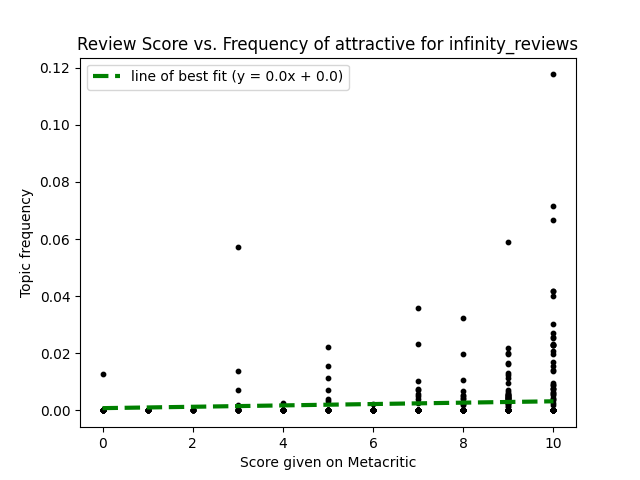 Review Score vs. Frequency of attractive for infinity_reviews
line of best fit (y = 0.0x + 0.0)
0.12
0.10
0.08
0.06
0.04
0.02
0.00
Topic frequency
0 2 4 6 8 10
Score given on Metacritic